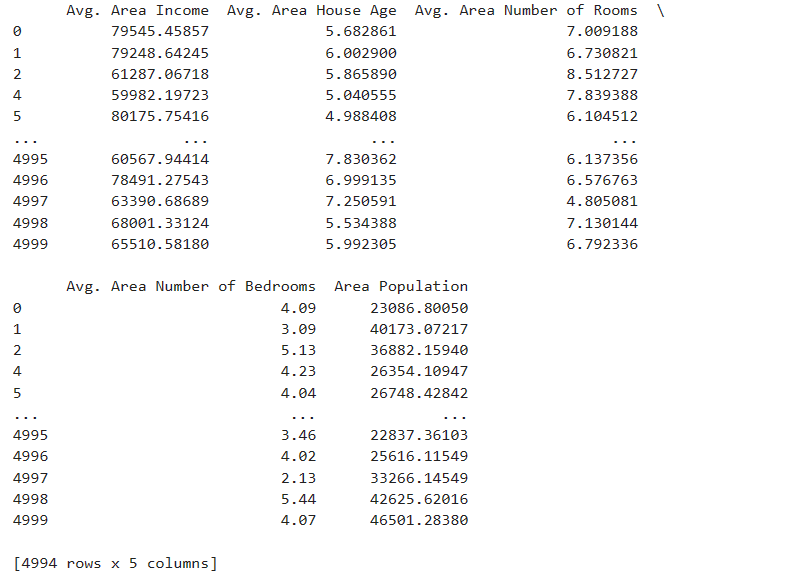 Avg. Area Income  Avg. Area House Age  Avg. Area Number of Rooms  \
0          79545.45857             5.682861                   7.009188
1          79248.64245             6.002900                   6.730821
2          61287.06718             5.865890                   8.512727
4          59982.19723             5.040555                   7.839388
5          80175.75416             4.988408                   6.104512
...                ...                  ...                        ...
4995       60567.94414             7.830362                   6.137356
4996       78491.27543             6.999135                   6.576763
4997       63390.68689             7.250591                   4.805081
4998       68001.33124             5.534388                   7.130144
4999       65510.58180             5.992305                   6.792336

      Avg. Area Number of Bedrooms  Area Population
0                             4.09      23086.80050
1                             3.09      40173.07217
2                             5.13      36882.15940
4                             4.23      26354.10947
5                             4.04      26748.42842
...                            ...              ...
4995                          3.46      22837.36103
4996                          4.02      25616.11549
4997                          2.13      33266.14549
4998                          5.44      42625.62016
4999                          4.07      46501.28380

[4994 rows x 5 columns]